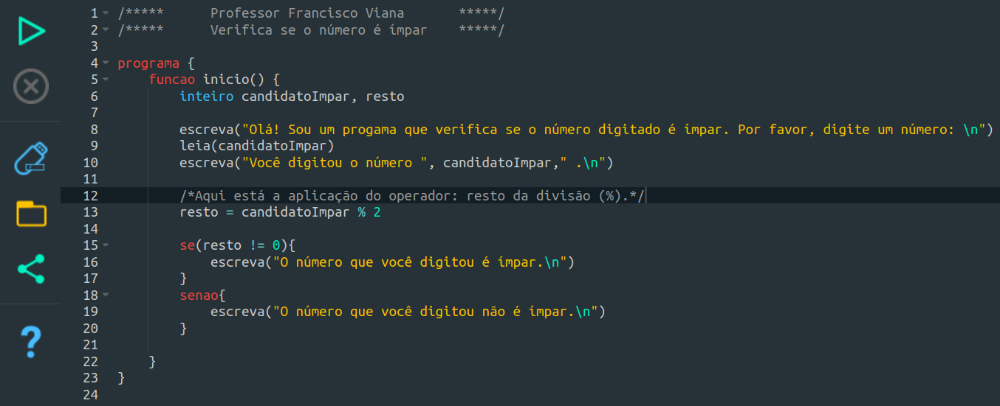 1 /*****      Professor Francisco Viana       *****/
2 /*****      Verifica se o número é ímpar    *****/
3
4 programa {
5     funcao inicio() {
6         inteiro candidatoImpar, resto
7
8         escreva("Olá! Sou um progama que verifica se o número digitado é ímpar. Por favor, digite um número: \n")
9         leia(candidatoImpar)
10         escreva("Você digitou o número ", candidatoImpar," .\n")
11
12         /*Aqui está a aplicação do operador: resto da divisão (%).*/
13         resto = candidatoImpar % 2
14
15         se(resto != 0){
16             escreva("O número que você digitou é ímpar.\n")
17         }
18         senao{
19             escreva("O número que você digitou não é ímpar.\n")
20         }
21
22     }
23 }
24